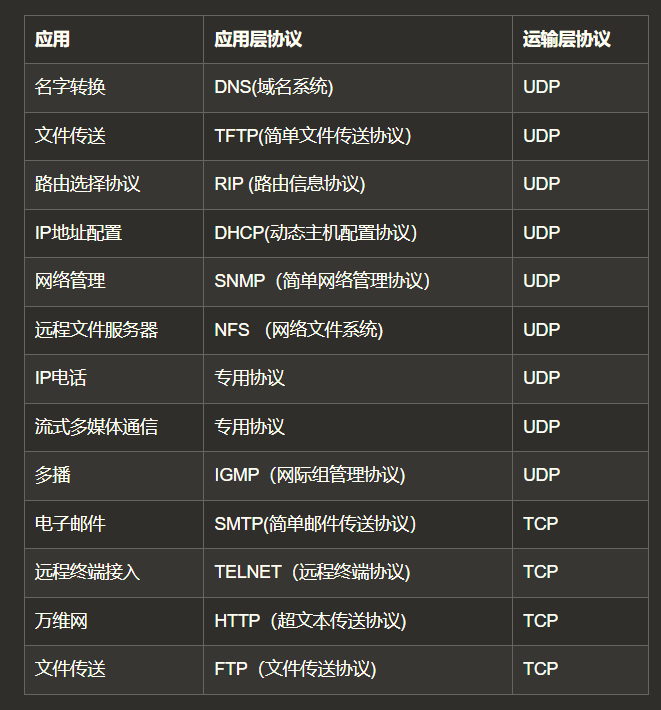 应用 应用层协议 运输层协议
名字转换 DNS(域名系统) UDP
文件传送 TFTP(简单文件传送协议） UDP
路由选择协议 RIP (路由信息协议) UDP
IP地址配置 DHCP(动态主机配置协议） UDP
网络管理 SNMP（简单网络管理协议） UDP
远程文件服务器 NFS （网络文件系统) UDP
IP电话 专用协议 UDP
流式多媒体通信 专用协议 UDP
多播 IGMP（网际组管理协议) UDP
电子邮件 SMTP(简单邮件传送协议） TCP
远程终端接入 TELNET（远程终端协议) TCP
万维网 HTTP（超文本传送协议) TCP
文件传送 FTP（文件传送协议) TCP